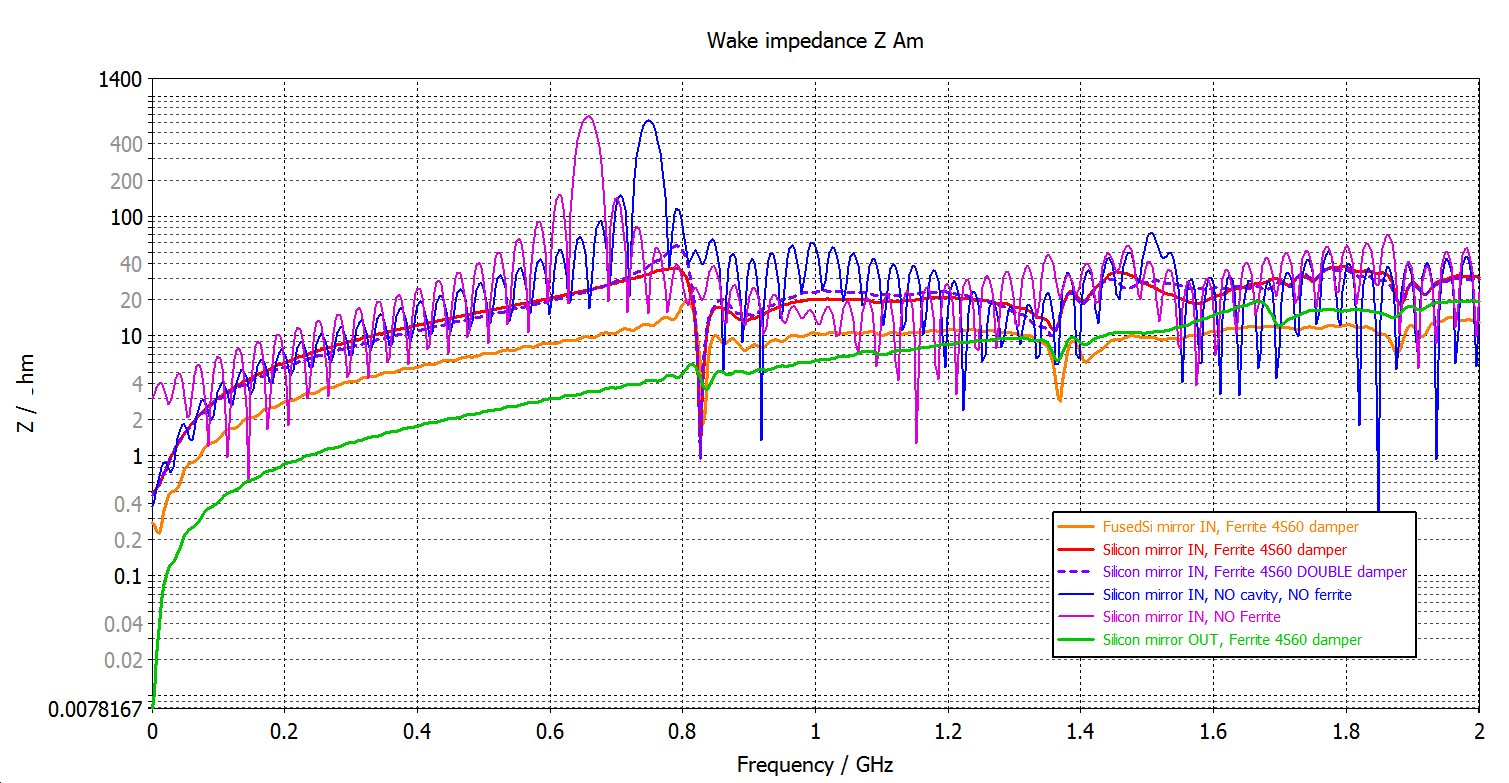 Wake impedance Z Am
1400
400
200
100
40
20
10
4
2
1
0.4
0.2
0.1
0.04
0.02
0.0078167
Z / _hm
FusedSi mirror IN, Ferrite 4S60 damper
Silicon mirror IN, Ferrite 4S60 damper
Silicon mirror IN, Ferrite 4S60 DOUBLE damper
Silicon mirror IN, NO cavity, NO ferrite
Silicon mirror IN, NO Ferrite
Silicon mirror OUT, Ferrite 4S60 damper
0 0.2 0.4 0.6 0.8 1 1.2 1.4 1.6 1.8 2
Frequency / GHz